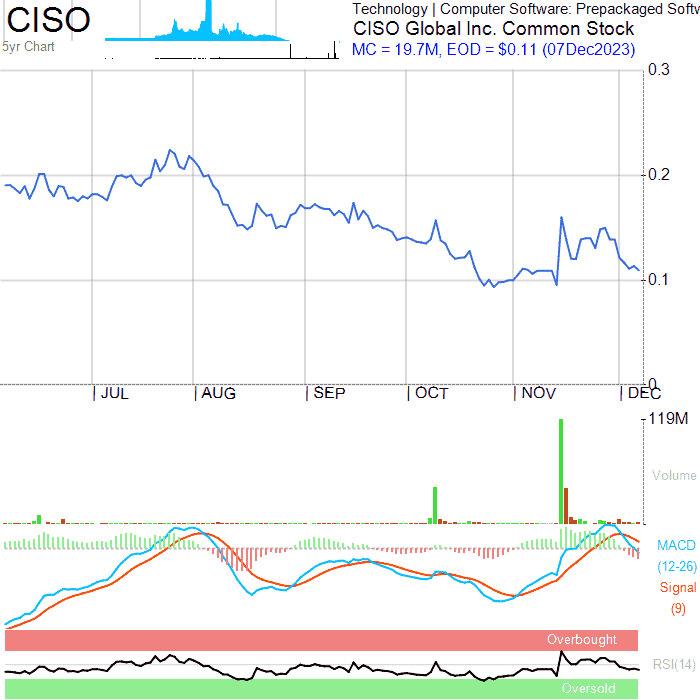 CISO
5yr Chart
Technology | Computer Software: Prepackaged Softw
CISO Global Inc. Common Stock
MC = 19.7M, EOD = $0.11 (07Dec2023)
0.3
0.2
0.1
0
JUL
AUG
SEP
OCT
NOV
DEC
119M
Volume
MACD
(12-26)
Signal
(9)
Overbought
RSI(14)
Oversold